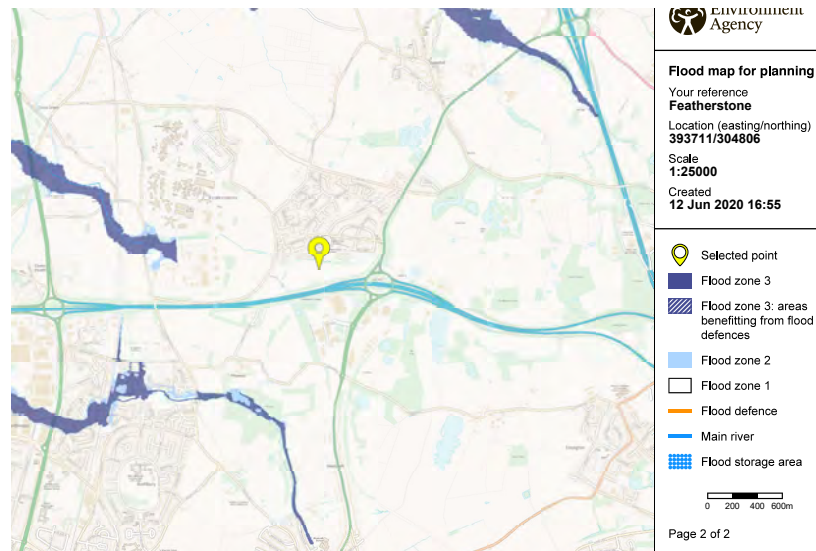 Environment
Agency
Flood map for planning
Your reference
Featherstone
Location (easting/northing)
393711/304806
Scale
1:25000
Created
12 Jun 2020 16:55
Selected point
Flood zone 3
Flood zone 3: areas
benefitting from flood
defences
Flood zone 2
Flood zone 1
Flood defence
Main river
Flood storage area
0 200 400 600m
Page 2 of 2